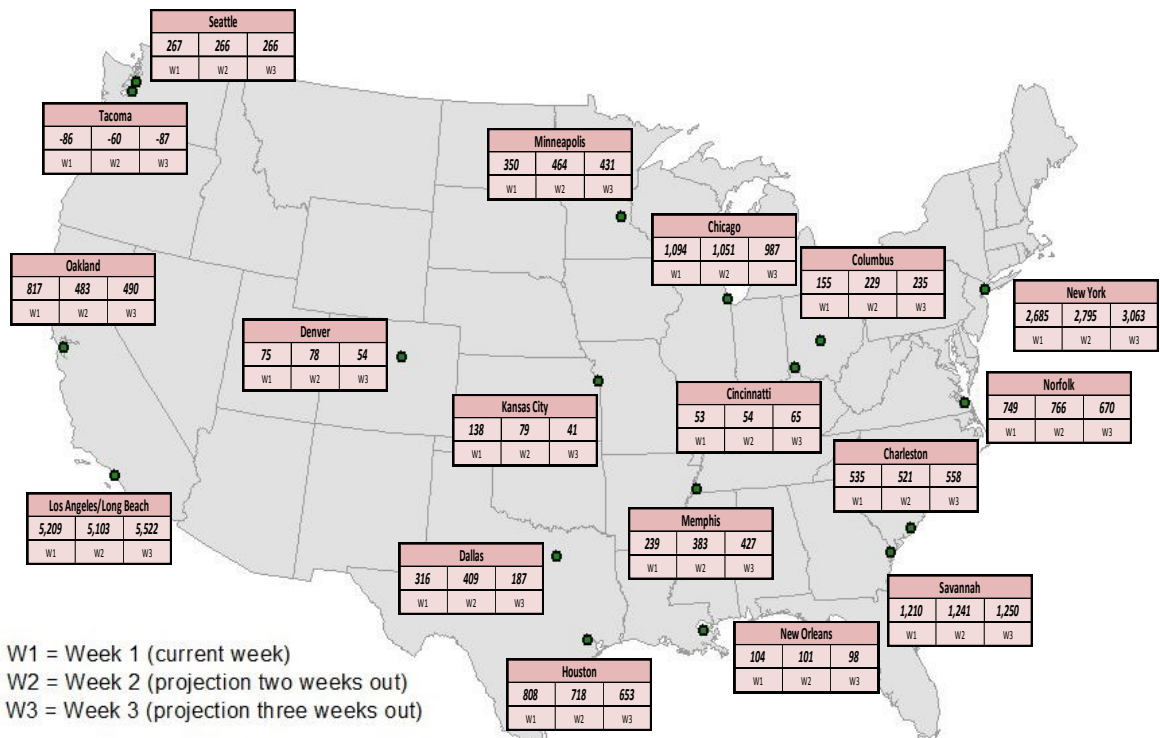 Seattle
267 266 266
W1 W2 W3
Tacoma
-86 -60 -87
W1 W2 W3
Minneapolis
350 464 431
W1 W2 W3
Chicago
1,094 1,051 987
W1 W2 W3
Columbus
155 229 235
W1 W2 W3
Oakland
817 483 490
W1 W2 W3
New York
2,685 2,795 3,063
W1 W2 W3
Denver
75 78 54
W1 W2 W3
Norfolk
749 766 670
W1 W2 W3
Cincinnatti
53 54 65
W1 W2 W3
Kansas City
138 79 41
W1 W2 W3
Charleston
535 521 558
W1 W2 W3
Los Angeles/Long Beach
5,209 5,103 5,522
W1 W2 W3
Memphis
239 383 427
W1 W2 W3
Dallas
316 409 187
W1 W2 W3
Savannah
1,210 1,241 1,250
W1 W2 W3
New Orleans
104 101 98
W1 W2 W3
Houston
808 718 653
W1 W2 W3
W1 = Week 1 (current week)
W2 = Week 2 (projection two weeks out)
W3 = Week 3 (projection three weeks out)